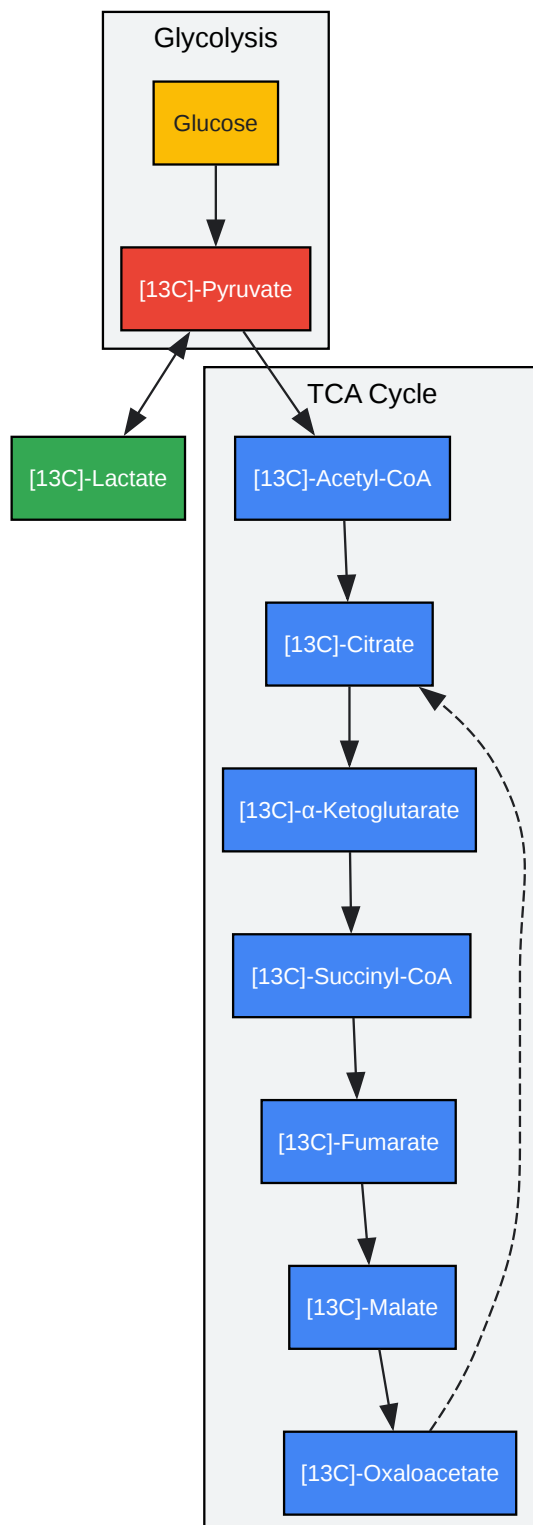 Glycolysis
Glucose
[13C]-Pyruvate
TCA Cycle
[13C]-Lactate
[13C]-Acetyl-CoA
[13C]-Citrate
[13C]-α-Ketoglutarate
[13C]-Succinyl-CoA
[13C]-Fumarate
[13C]-Malate
[13C]-Oxaloacetate